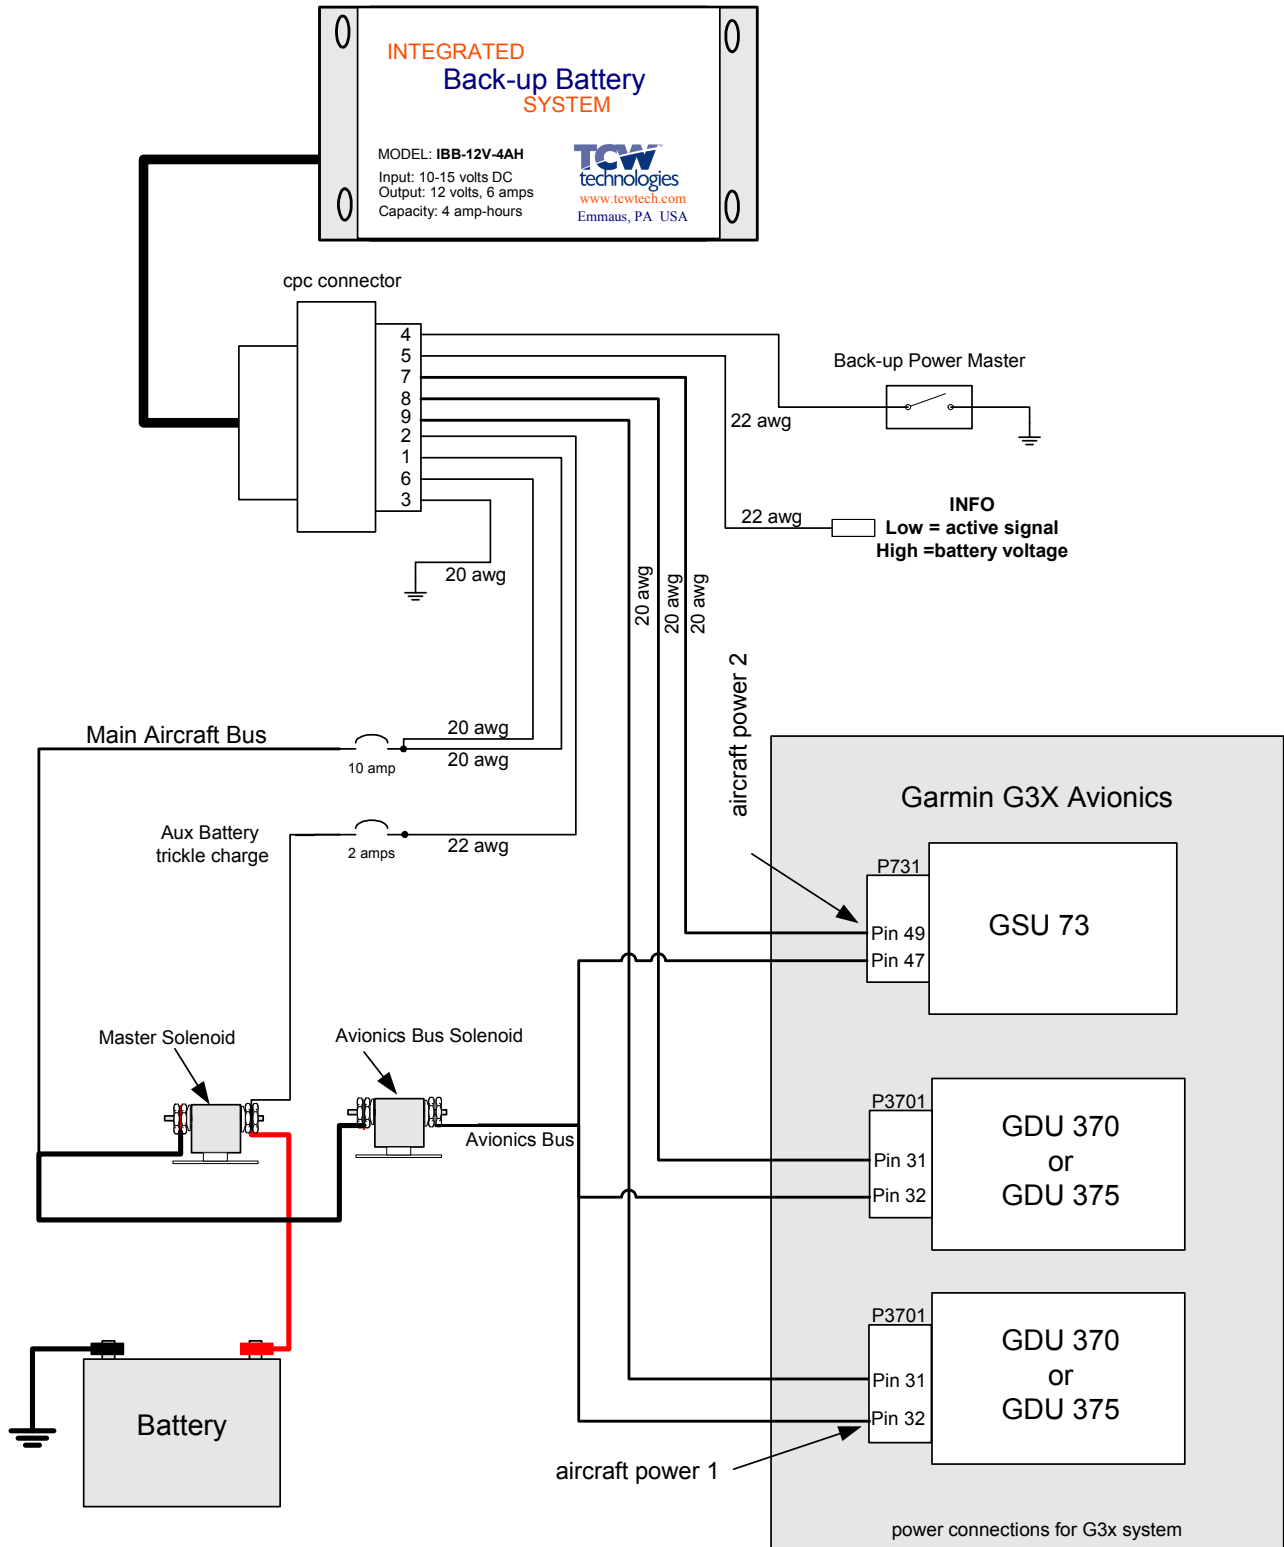 INTEGRATED
Back-up Battery
SYSTEM
MODEL: IBB-12V-4AH
Input: 10-15 volts DC
Output: 12 volts, 6 amps
Capacity: 4 amp-hours
TCW™
technologies
www.tcwtech.com
Emmaus, PA USA
cpc connector
4
5
7
8
9
2
1
6
3
Back-up Power Master
22 awg
22 awg
INFO
Low = active signal
High =battery voltage
20 awg
20 awg
20 awg
20 awg
aircraft power 2
Main Aircraft Bus
10 amp
20 awg
20 awg
Aux Battery
trickle charge
2 amps
22 awg
Garmin G3X Avionics
P731
Pin 49
Pin 47
GSU 73
Master Solenoid
Avionics Bus Solenoid
Avionics Bus
P3701
Pin 31
Pin 32
GDU 370
or
GDU 375
P3701
Pin 31
Pin 32
GDU 370
or
GDU 375
Battery
aircraft power 1
power connections for G3x system